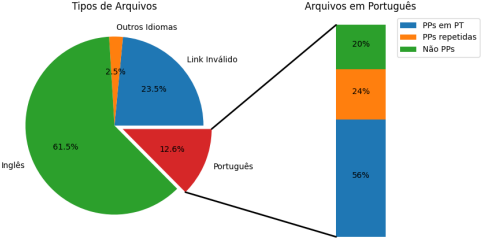 Tipos de Arquivos
Arquivos em Português
Outros Idiomas
2.5%
Link Inválido
23.5%
61.5%
Inglês
12.6%
Português
20%
24%
56%
PPs em PT
PPs repetidas
Não PPs